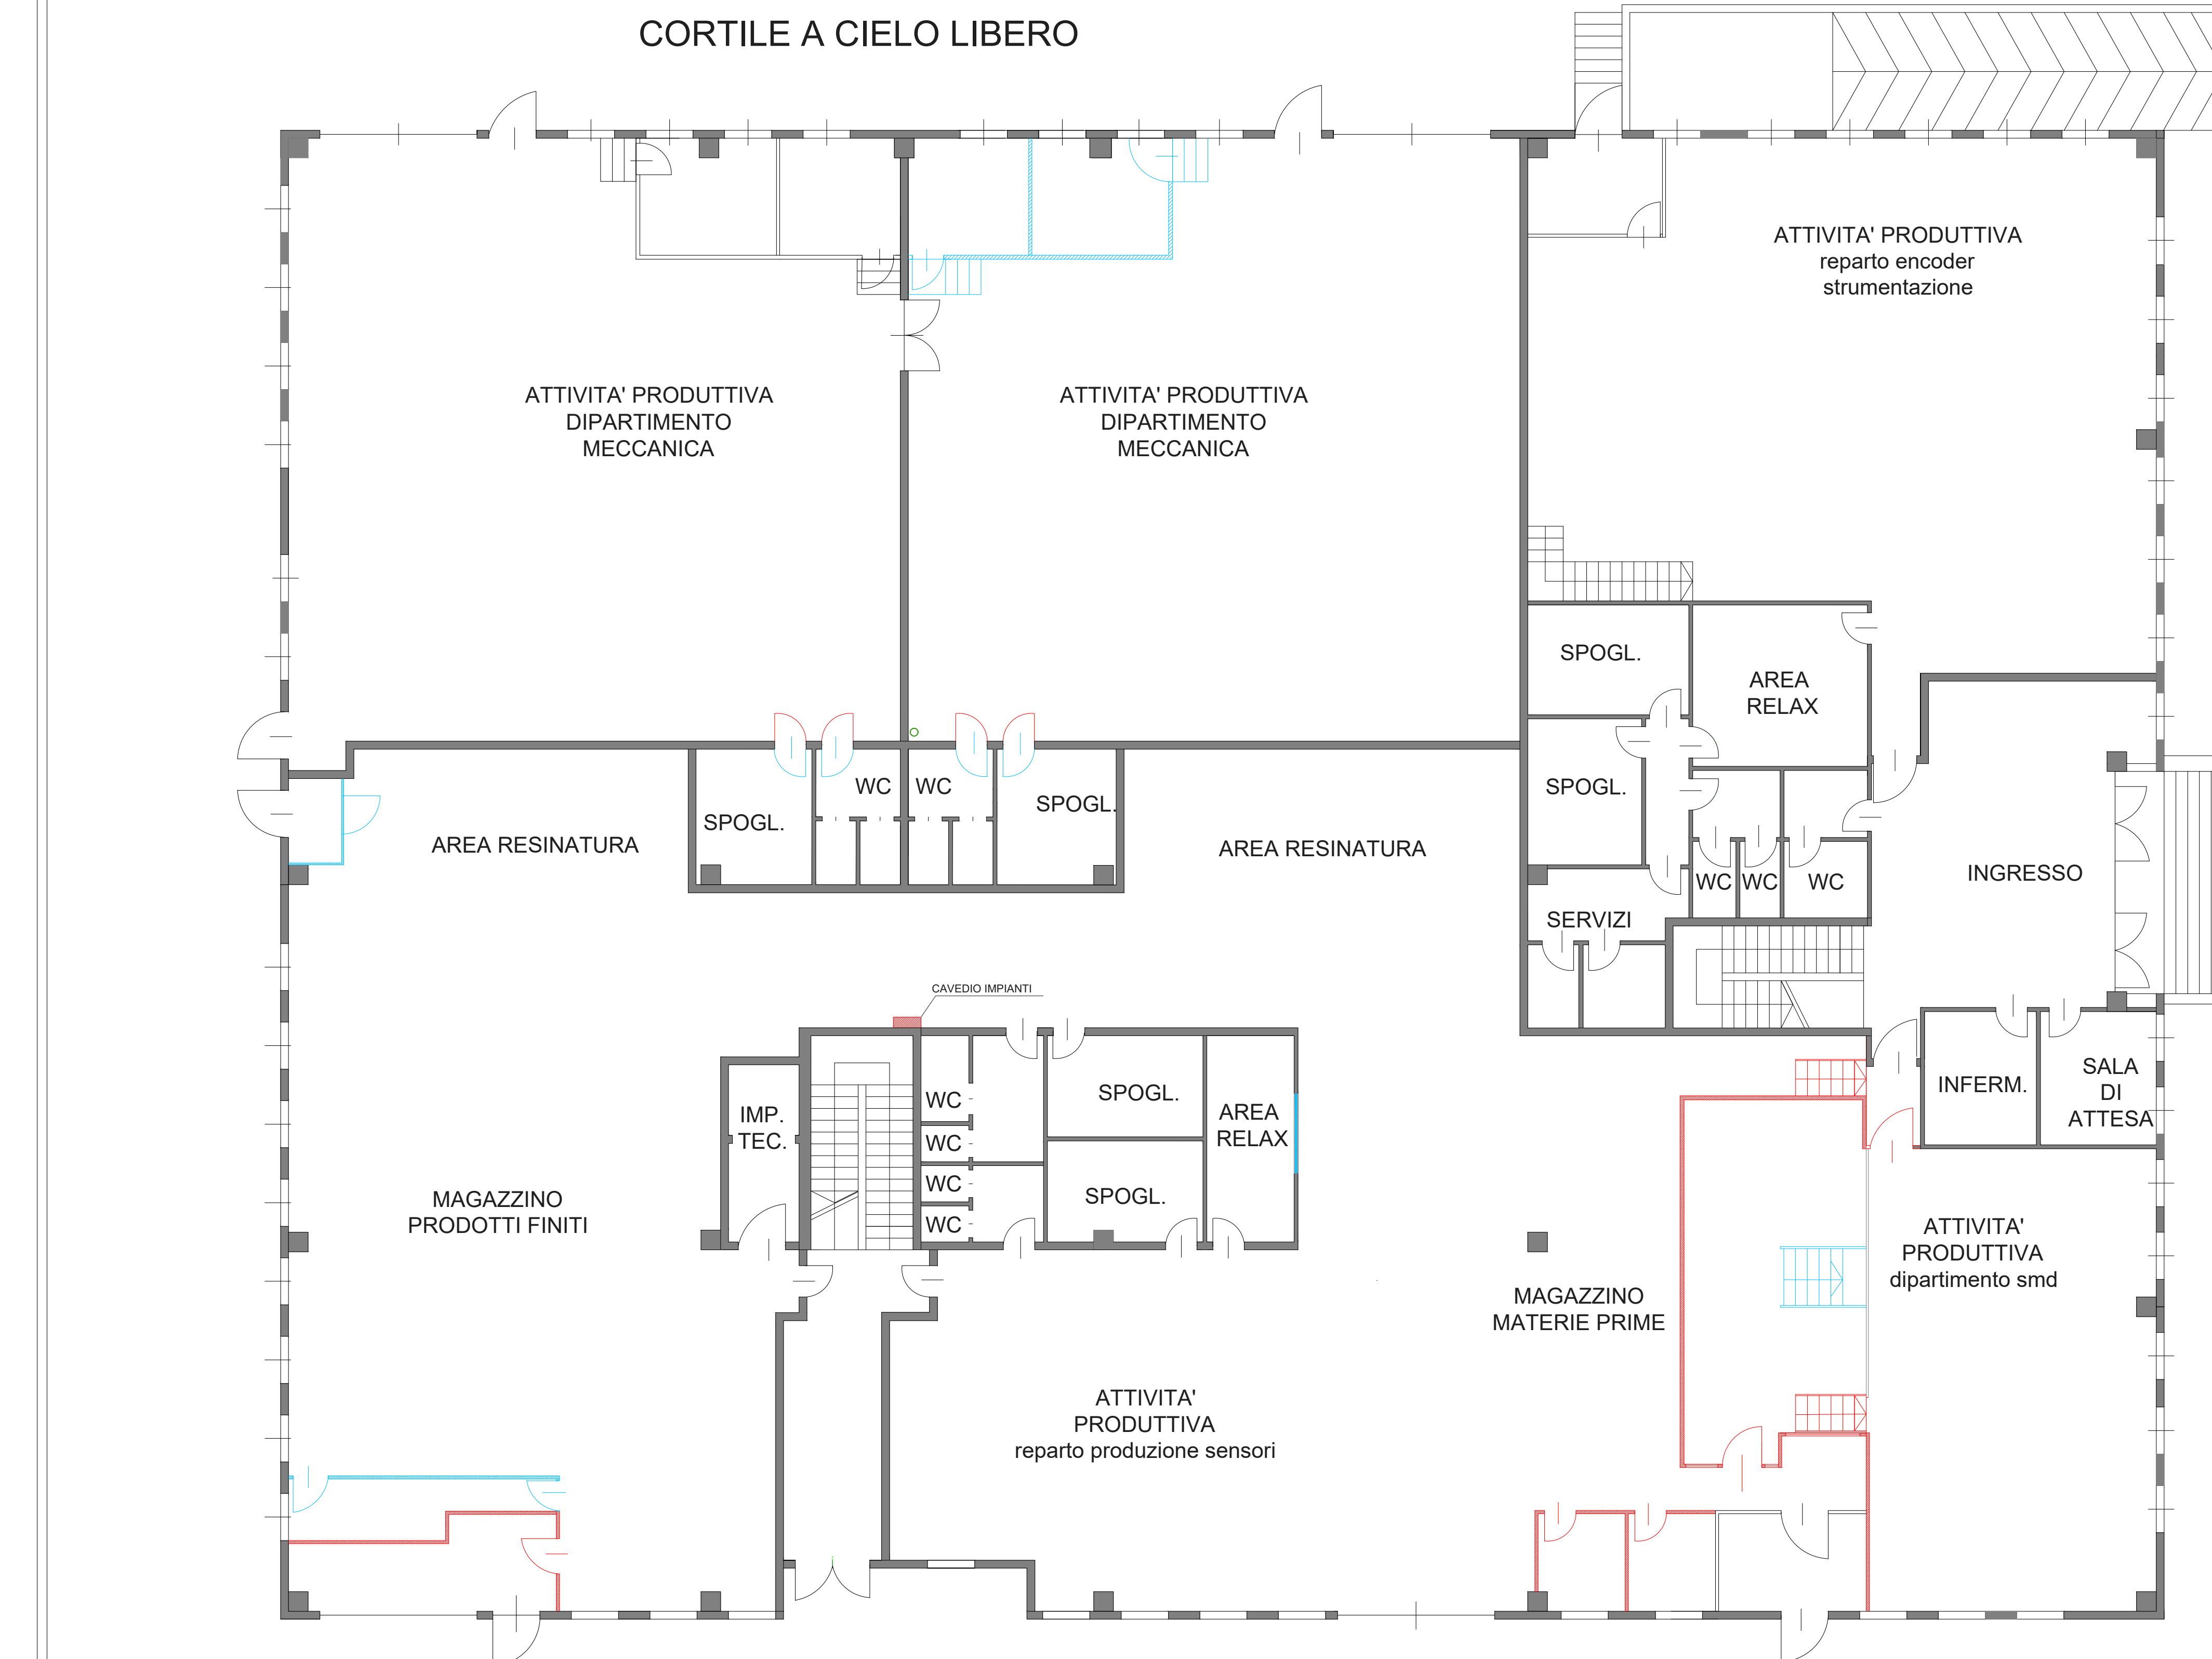 CORTILE A CIELO LIBERO
ATTIVITA' PRODUTTIVA
reparto encoder
strumentazione
ATTIVITA' PRODUTTIVA
DIPARTIMENTO
MECCANICA
ATTIVITA' PRODUTTIVA
DIPARTIMENTO
MECCANICA
SPOGL.
AREA
RELAX
SPOGL.
WC
WC
SPOGL.
SPOGL.
AREA RESINATURA
AREA RESINATURA
WC
WC
WC
INGRESSO
SERVIZI
CAVEDIO IMPIANTI
IMP.
TEC.
WC
WC
WC
WC
SPOGL.
SPOGL.
AREA
RELAX
INFERM.
SALA
DI
ATTESA
MAGAZZINO
PRODOTTI FINITI
ATTIVITA'
PRODUTTIVA
dipartimento smd
MAGAZZINO
MATERIE PRIME
ATTIVITA'
PRODUTTIVA
reparto produzione sensori